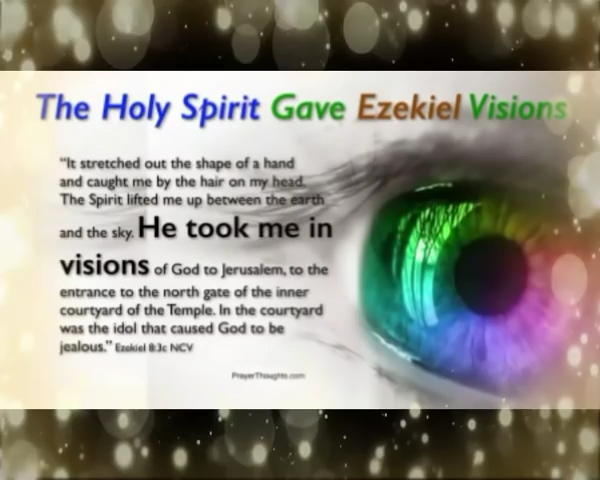 The Holy Spirit Gave Ezekiel Visions
“It stretched out the shape of a hand
and caught me by the hair on my head.
The Spirit lifted me up between the earth
and the sky. He took me in
visions of God to Jerusalem, to the
entrance to the north gate of the inner
courtyard of the Temple. In the courtyard
was the idol that caused God to be
jealous.” Ezekiel 8:3c NCV
PrayerThoughts.com